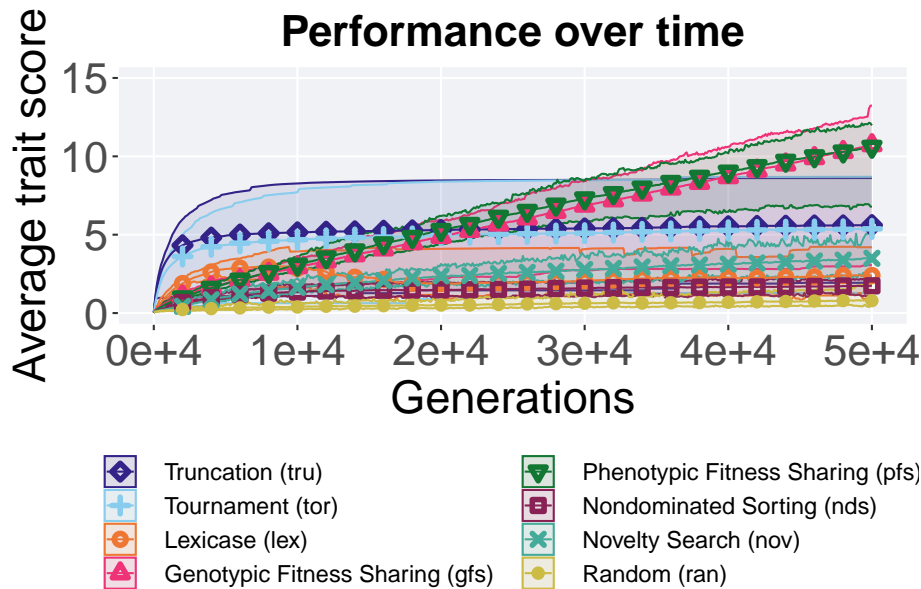 Performance over time
Average trait score
15
10
5
0
0e+4 1e+4 2e+4 3e+4 4e+4 5e+4
Generations
Truncation (tru)
Tournament (tor)
Lexicase (lex)
Genotypic Fitness Sharing (gfs)
Phenotypic Fitness Sharing (pfs)
Nondominated Sorting (nds)
Novelty Search (nov)
Random (ran)